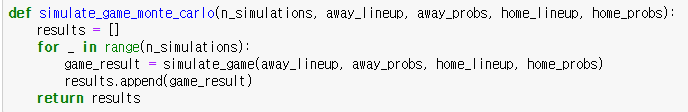 def simulate_game_monte_carlo(n_simulations, away_lineup, away_probs, home_lineup, home_probs):
    results = []
    for _ in range(n_simulations):
        game_result = simulate_game(away_lineup, away_probs, home_lineup, home_probs)
        results.append(game_result)
    return results